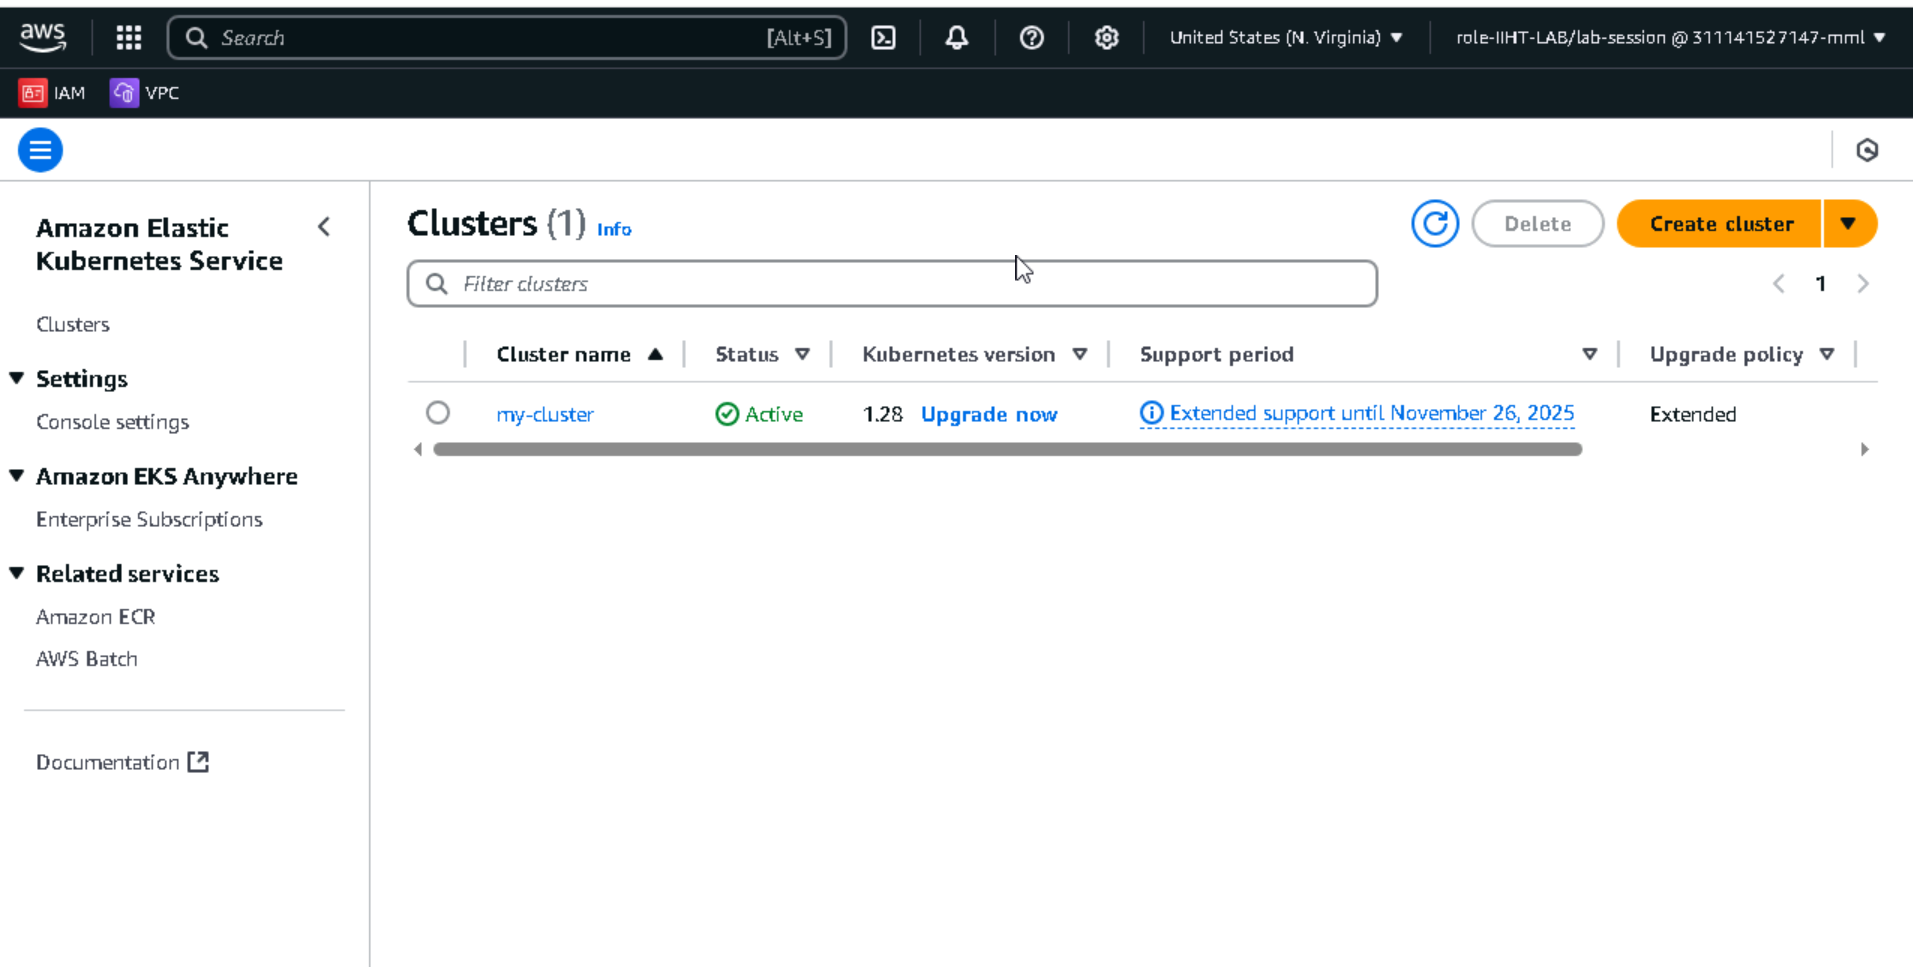 aws
Search [Alt+S] United States (N. Virginia) ▼ role-IIHT-LAB/lab-session @ 311141527147-mml ▼
IAM VPC
Amazon Elastic
Kubernetes Service
Clusters
Settings
Console settings
Amazon EKS Anywhere
Enterprise Subscriptions
Related services
Amazon ECR
AWS Batch
Documentation
Clusters (1) Info
Delete
Create cluster
Filter clusters
1
Cluster name Status Kubernetes version Support period Upgrade policy
my-cluster Active 1.28 Upgrade now Extended support until November 26, 2025 Extended